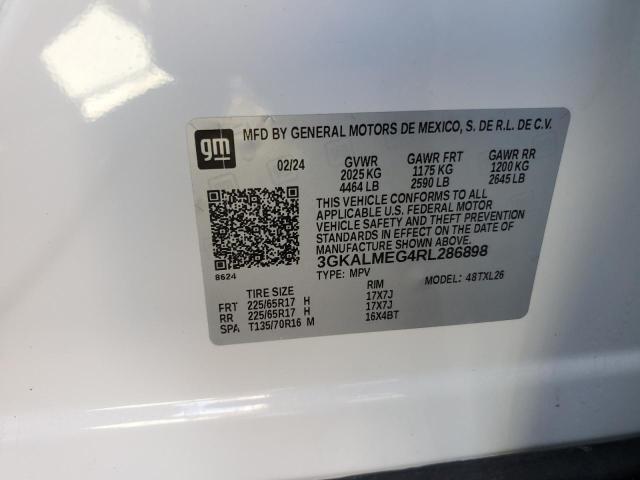 gm
MFD BY GENERAL MOTORS DE MEXICO, S. DE R.L. DE C.V.
02/24 GVWR GAWR FRT GAWR RR
2025 KG 1175 KG 1200 KG
4464 LB 2590 LB 2645 LB
THIS VEHICLE CONFORMS TO ALL
APPLICABLE U.S. FEDERAL MOTOR
VEHICLE SAFETY AND THEFT PREVENTION
STANDARDS IN EFFECT ON THE DATE OF
MANUFACTURE SHOWN ABOVE.
3GKALMEG4RL286898
8624
TYPE: MPV MODEL: 48TXL26
TIRE SIZE RIM
FRT 225/65R17 H 17X7J
RR 225/65R17 H 17X7J
SPA T135/70R16 M 16X4BT